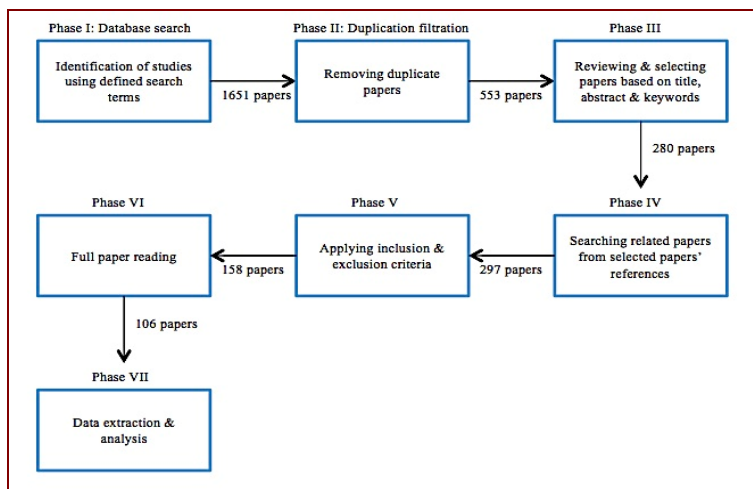 Phase I: Database search
Identification of studies
using defined search
terms
1651 papers
Phase II: Duplication filtration
Removing duplicate
papers
553 papers
Phase III
Reviewing & selecting
papers based on title,
abstract & keywords
280 papers
Phase IV
Searching related papers
from selected papers’
references
297 papers
Phase V
Applying inclusion &
exclusion criteria
158 papers
Phase VI
Full paper reading
106 papers
Phase VII
Data extraction &
analysis